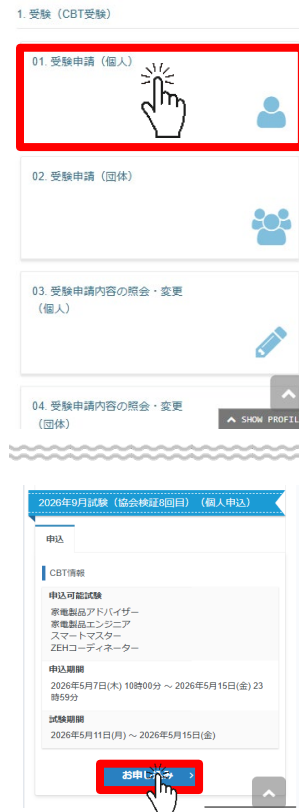 1. 受験（CBT受験）
01. 受験申請（個人）
02. 受験申請（団体）
03. 受験申請内容の照会・変更
（個人）
04. 受験申請内容の照会・変更
（団体）
SHOW PROFIL
2026年9月試験（協会検証8回目）（個人申込）
申込
CBT情報
申込可能試験
家電製品アドバイザー
家電製品エンジニア
スマートマスター
ZEHコーディネーター
申込期間
2026年5月7日(木) 10時00分 ～ 2026年5月15日(金) 23
時59分
試験期間
2026年5月11日(月) ～ 2026年5月15日(金)
お申し込み